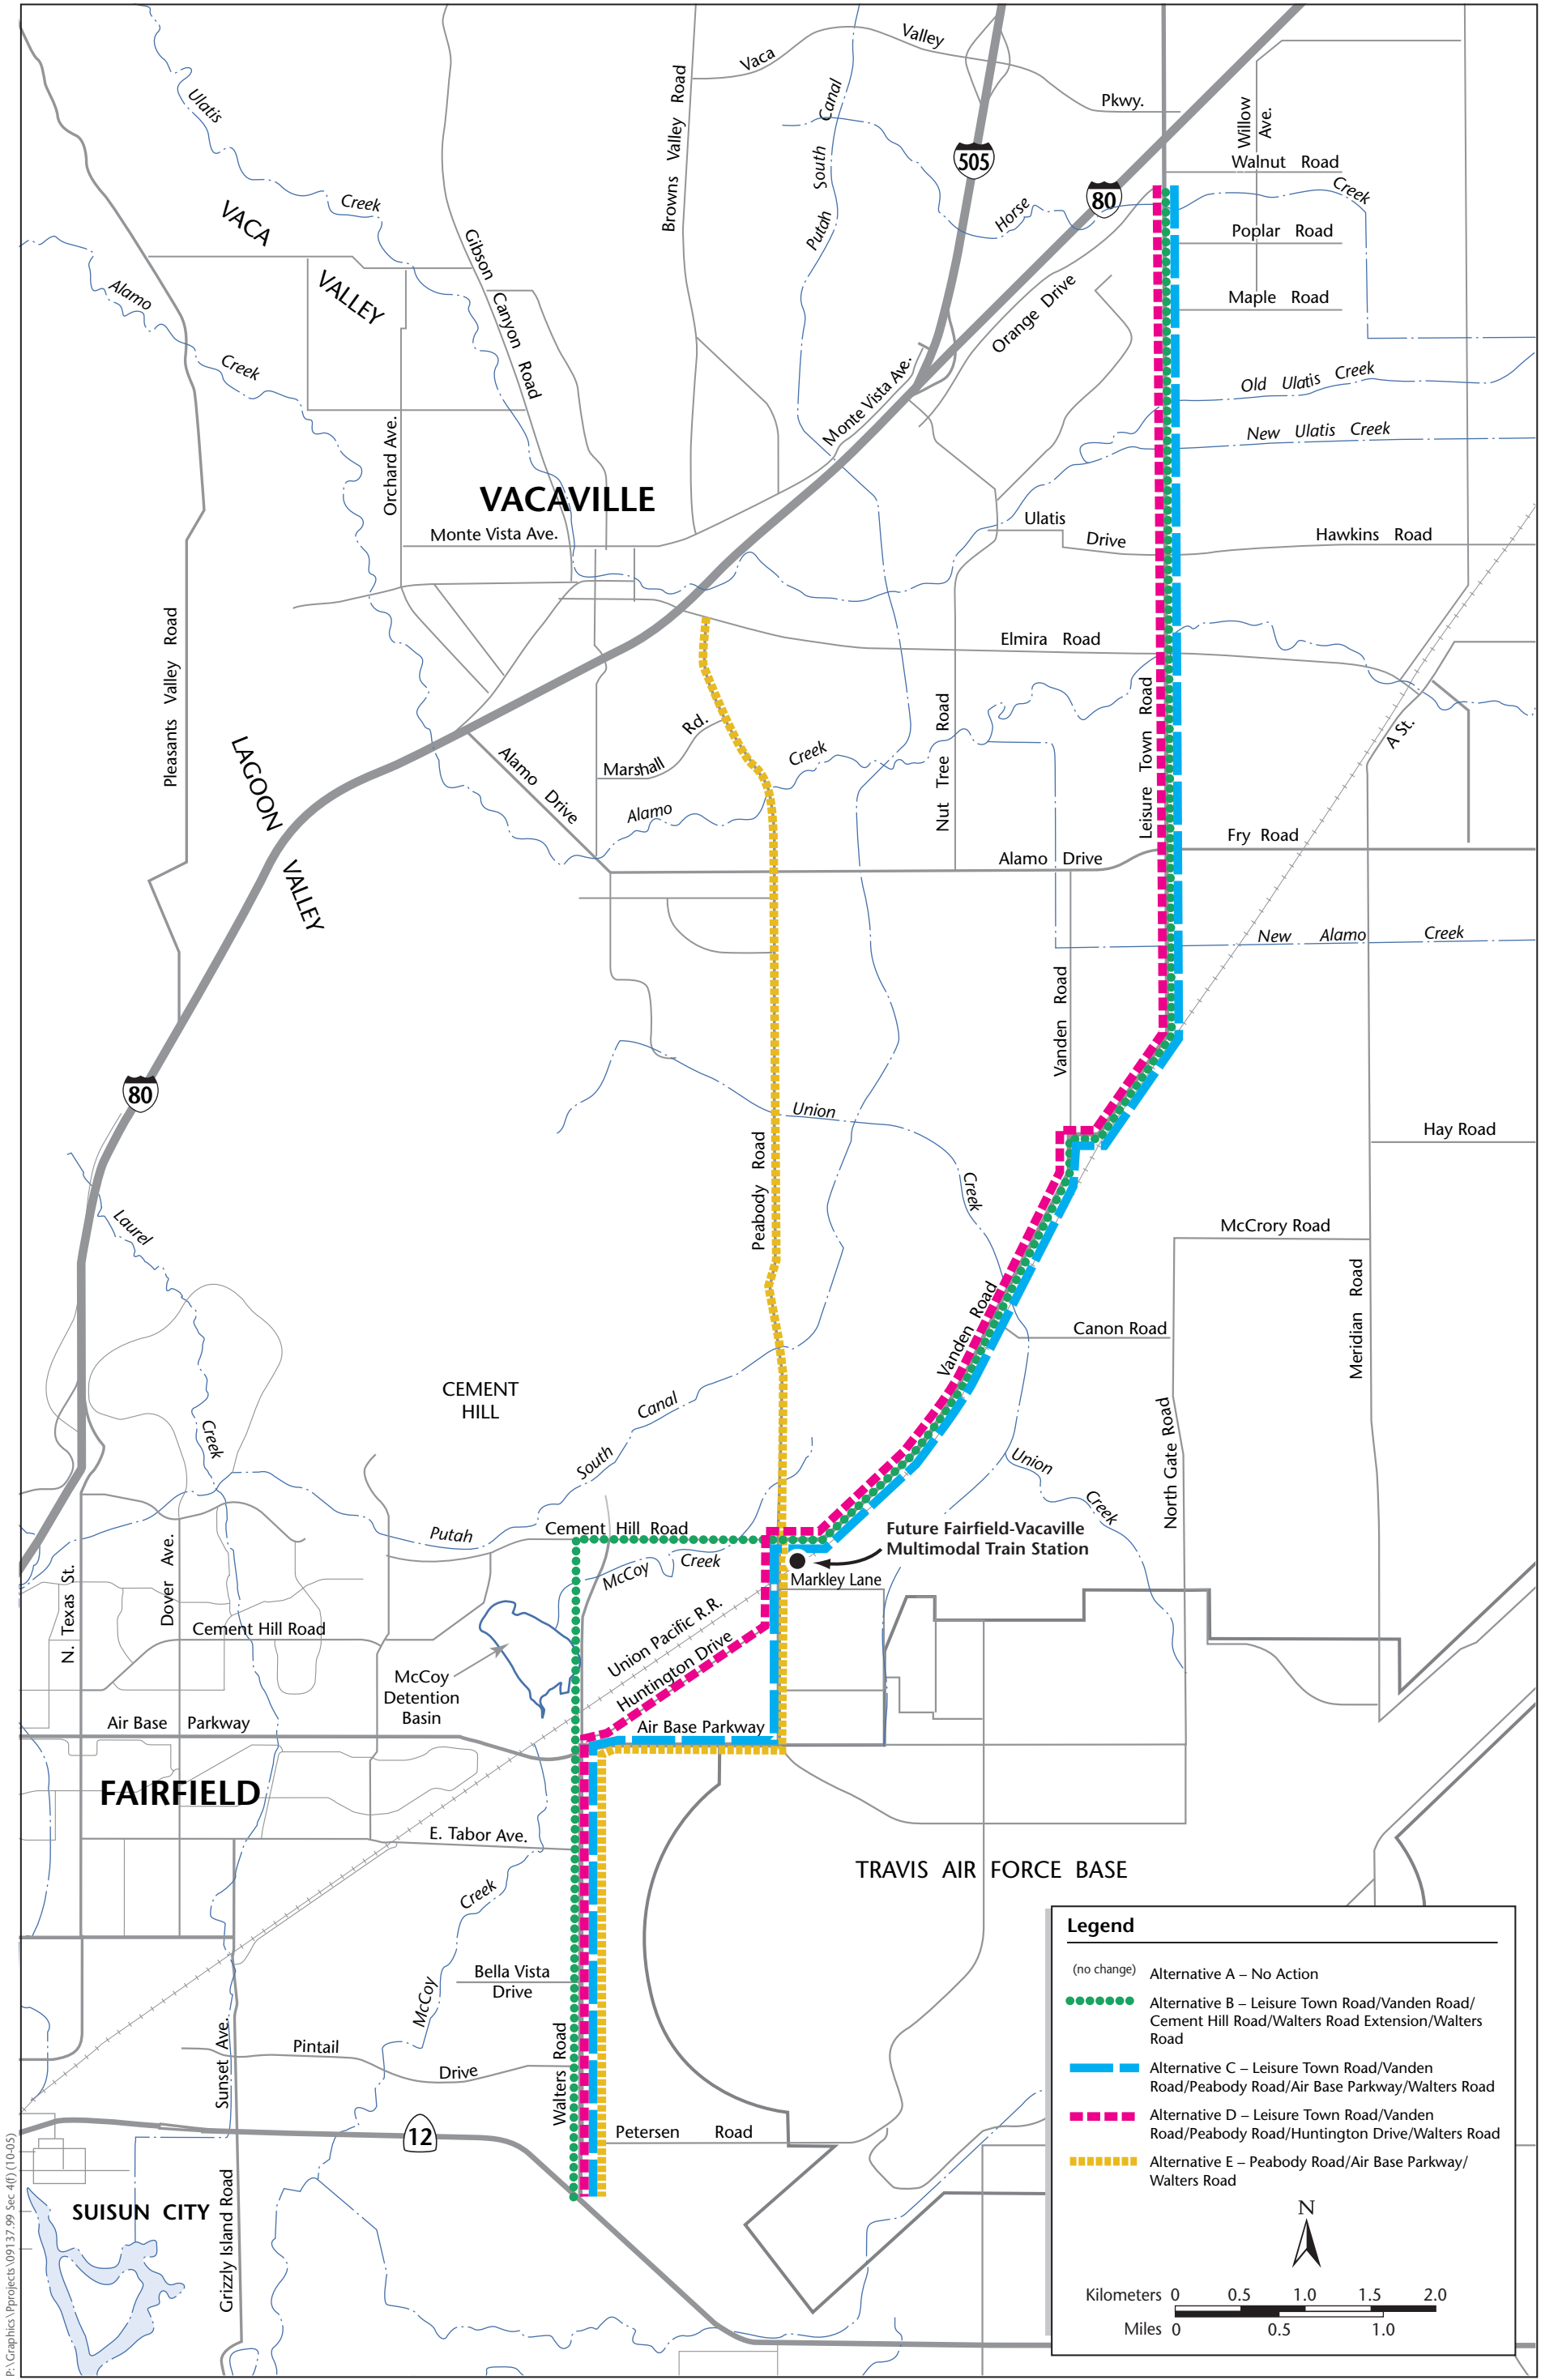 Vaca
Valley
Pkwy.
Ulatis
Creek
Browns Valley Road
Putah South Canal
505
80
Willow
Ave.
Walnut Road
Creek
Horse
Poplar Road
Maple Road
VACA
VALLEY
Gibson Canyon Road
Alamo
Creek
Orange Drive
Monte Vista Ave.
Old Ulatis Creek
New Ulatis Creek
Orchard Ave.
VACAVILLE
Monte Vista Ave.
Ulatis
Drive
Hawkins Road
Pleasants Valley Road
Elmira Road
Leisure Town Road
Nut Tree Road
A St.
LAGOON
VALLEY
Marshall
Rd.
Alamo Drive
Alamo
Creek
Alamo Drive
Fry Road
New Alamo Creek
Vanden Road
80
Union
Creek
Peabody Road
Hay Road
Laurel
Creek
McCrory Road
Meridian Road
Vanden Road
Canon Road
CEMENT
HILL
North Gate Road
Putah
South
Canal
Union
Creek
Cement Hill Road
McCoy
Creek
Future Fairfield-Vacaville
Multimodal Train Station
Markley Lane
N. Texas St.
Dover Ave.
Cement Hill Road
Union Pacific R.R.
Huntington Drive
McCoy
Detention
Basin
Air Base Parkway
Air Base Parkway
FAIRFIELD
E. Tabor Ave.
TRAVIS AIR FORCE BASE
McCoy
Creek
Bella Vista
Drive
Sunset Ave.
Pintail
Drive
Walters Road
12
Petersen Road
SUISUN CITY
Grizzly Island Road
Legend
(no change)
Alternative A – No Action
Alternative B – Leisure Town Road/Vanden Road/
Cement Hill Road/Walters Road Extension/Walters
Road
Alternative C – Leisure Town Road/Vanden
Road/Peabody Road/Air Base Parkway/Walters Road
Alternative D – Leisure Town Road/Vanden
Road/Peabody Road/Huntington Drive/Walters Road
Alternative E – Peabody Road/Air Base Parkway/
Walters Road
N
Kilometers 0 0.5 1.0 1.5 2.0
Miles 0 0.5 1.0
P:\Graphics\Pprojects\09137.99 Sec 4(f) (10-05)